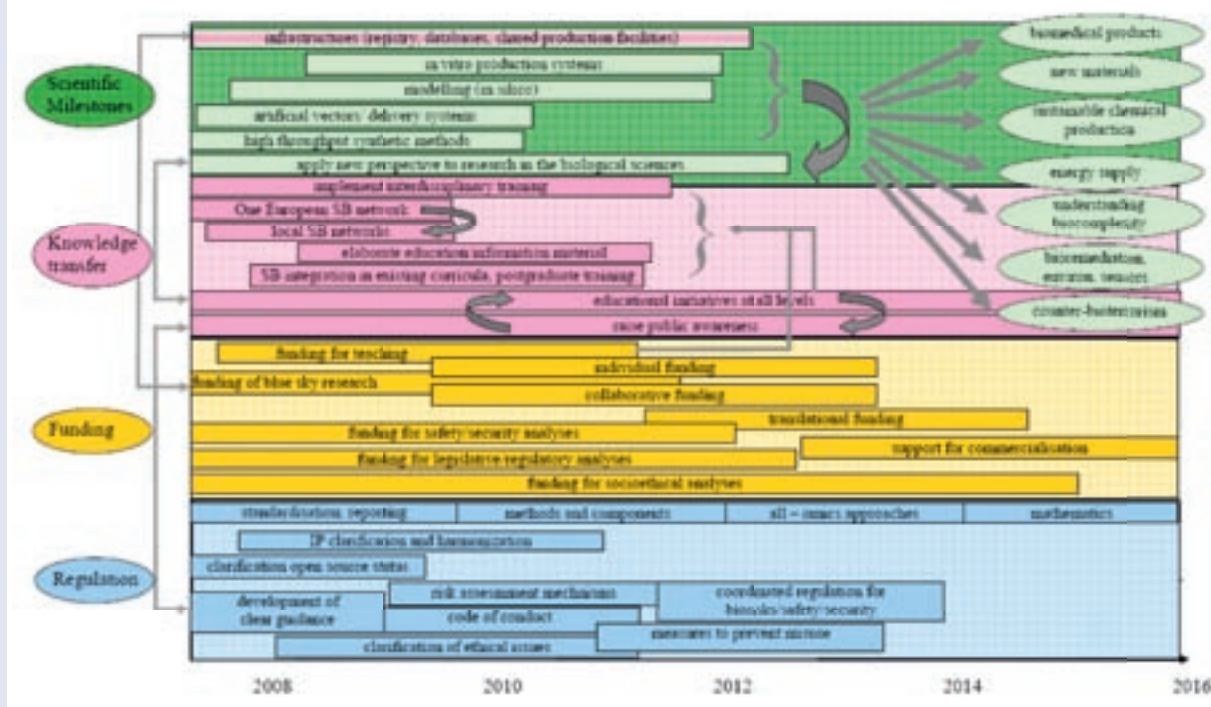 Scientific
Milestones
infrastructures (registry, databases, shared production facilities)
in vitro production systems
modelling (in silico)
artificial vectors/ delivery systems
high throughput synthetic methods
apply new perspective to research in the biological sciences
biomedical products
new materials
sustainable chemical
production
energy supply
understanding
biocomplexity
bioremediation,
sensors
counter-bioterrorism
Knowledge
transfer
implement interdisciplinary training
One European SB network
local SB networks
elaborate education information material
SB integration in existing curricula, postgraduate training
educational initiatives at all levels
raise public awareness
Funding
funding for teaching
individual funding
funding of blue sky research
collaborative funding
translational funding
funding for safety/security analyses
support for commercialisation
funding for legislative/regulatory analyses
funding for socioethical analyses
Regulation
standardisation, reporting
methods and components
all – omics approaches
mathematics
IP clarification and harmonization
clarification open source status
development of
clear guidance
risk assessment mechanisms
code of conduct
coordinated regulation for
biorisks/safety/security
measures to prevent misuse
clarification of ethical issues
2008
2010
2012
2014
2016